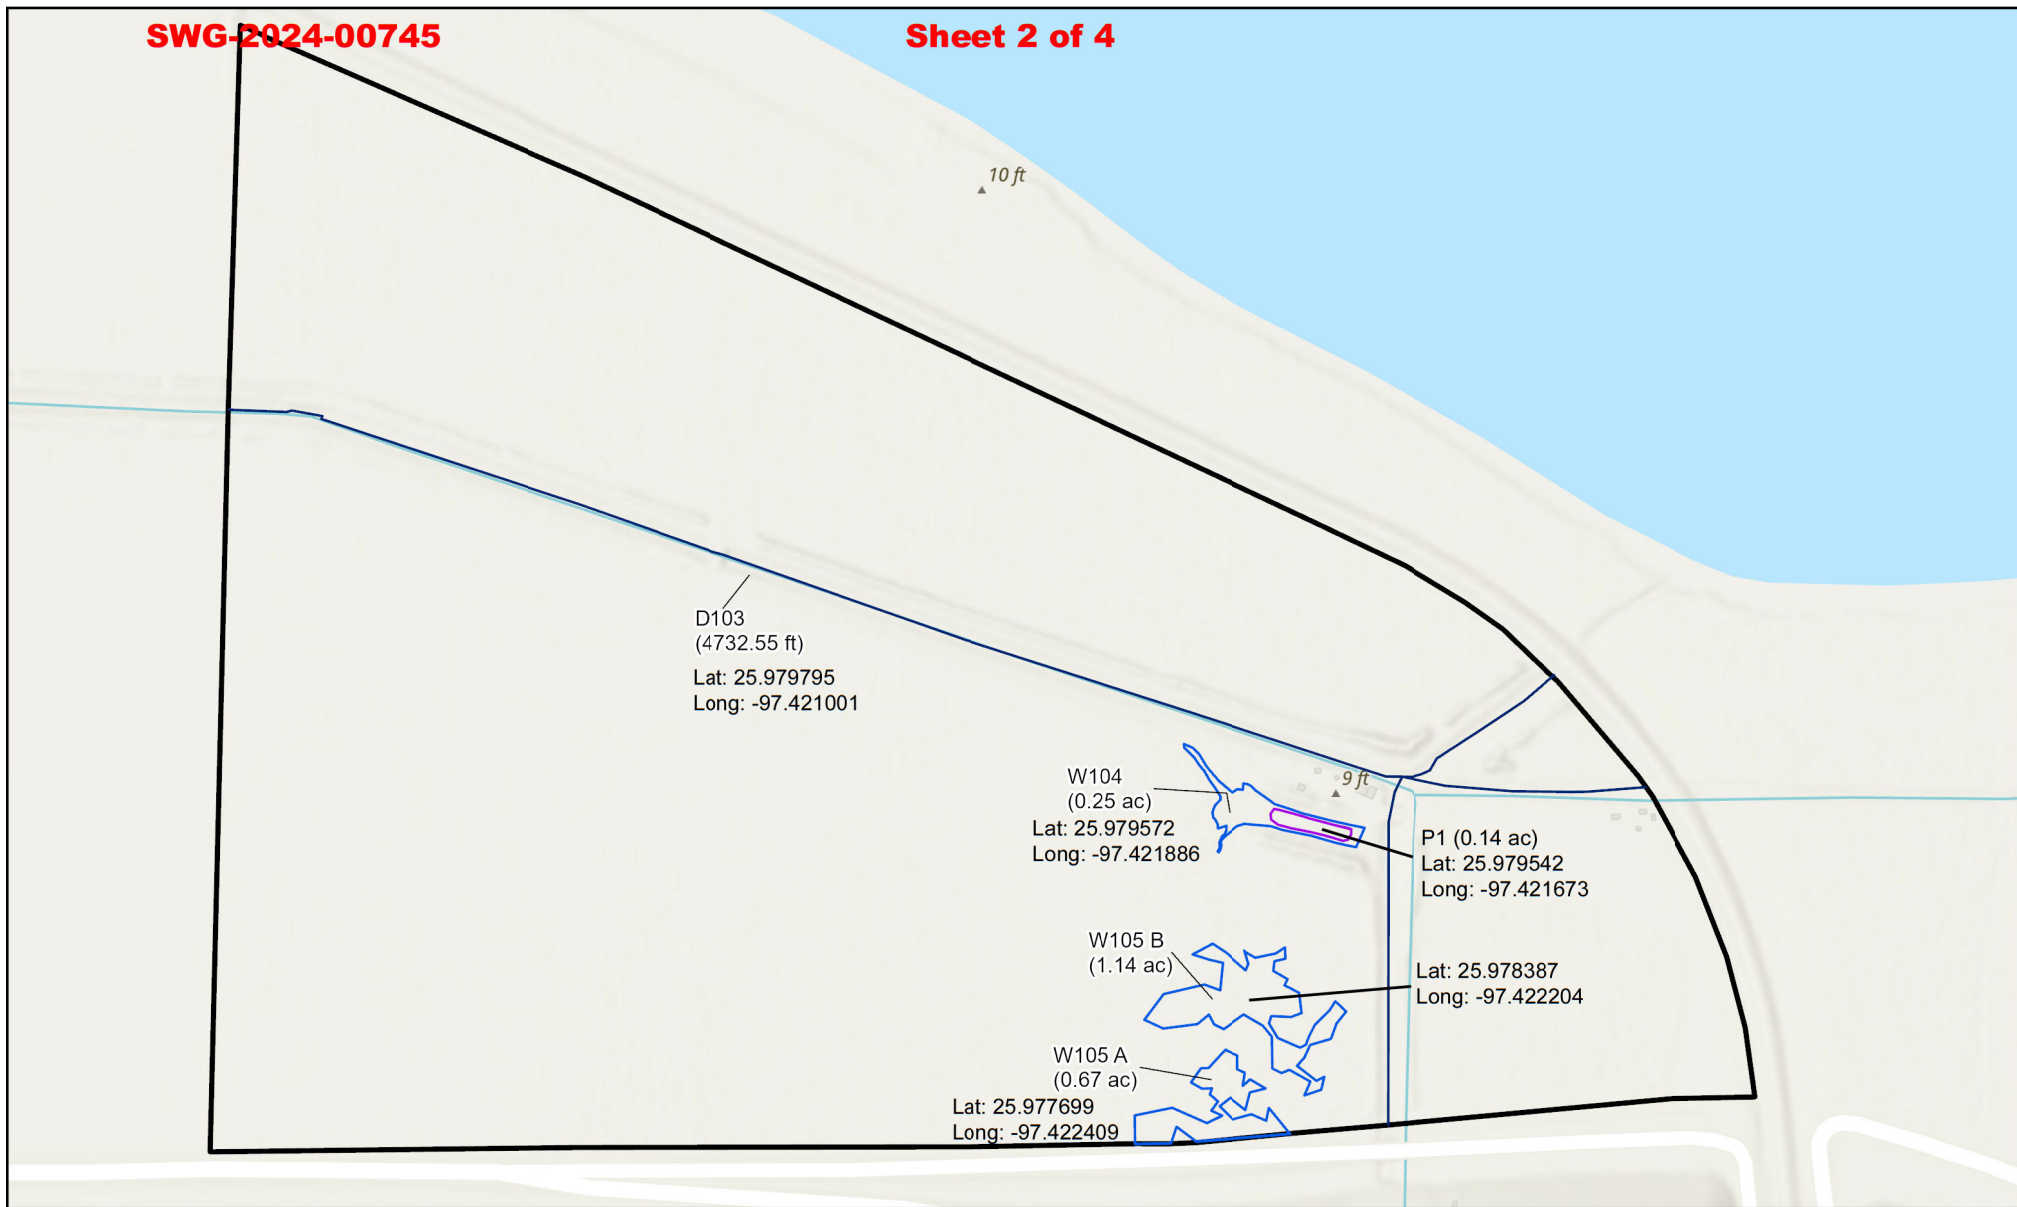 SWG-2024-00745
Sheet 2 of 4
10 ft
D103
(4732.55 ft)
Lat: 25.979795
Long: -97.421001
W104
(0.25 ac)
Lat: 25.979572
Long: -97.421886
9 ft
P1 (0.14 ac)
Lat: 25.979542
Long: -97.421673
W105 B
(1.14 ac)
Lat: 25.978387
Long: -97.422204
W105 A
(0.67 ac)
Lat: 25.977699
Long: -97.422409